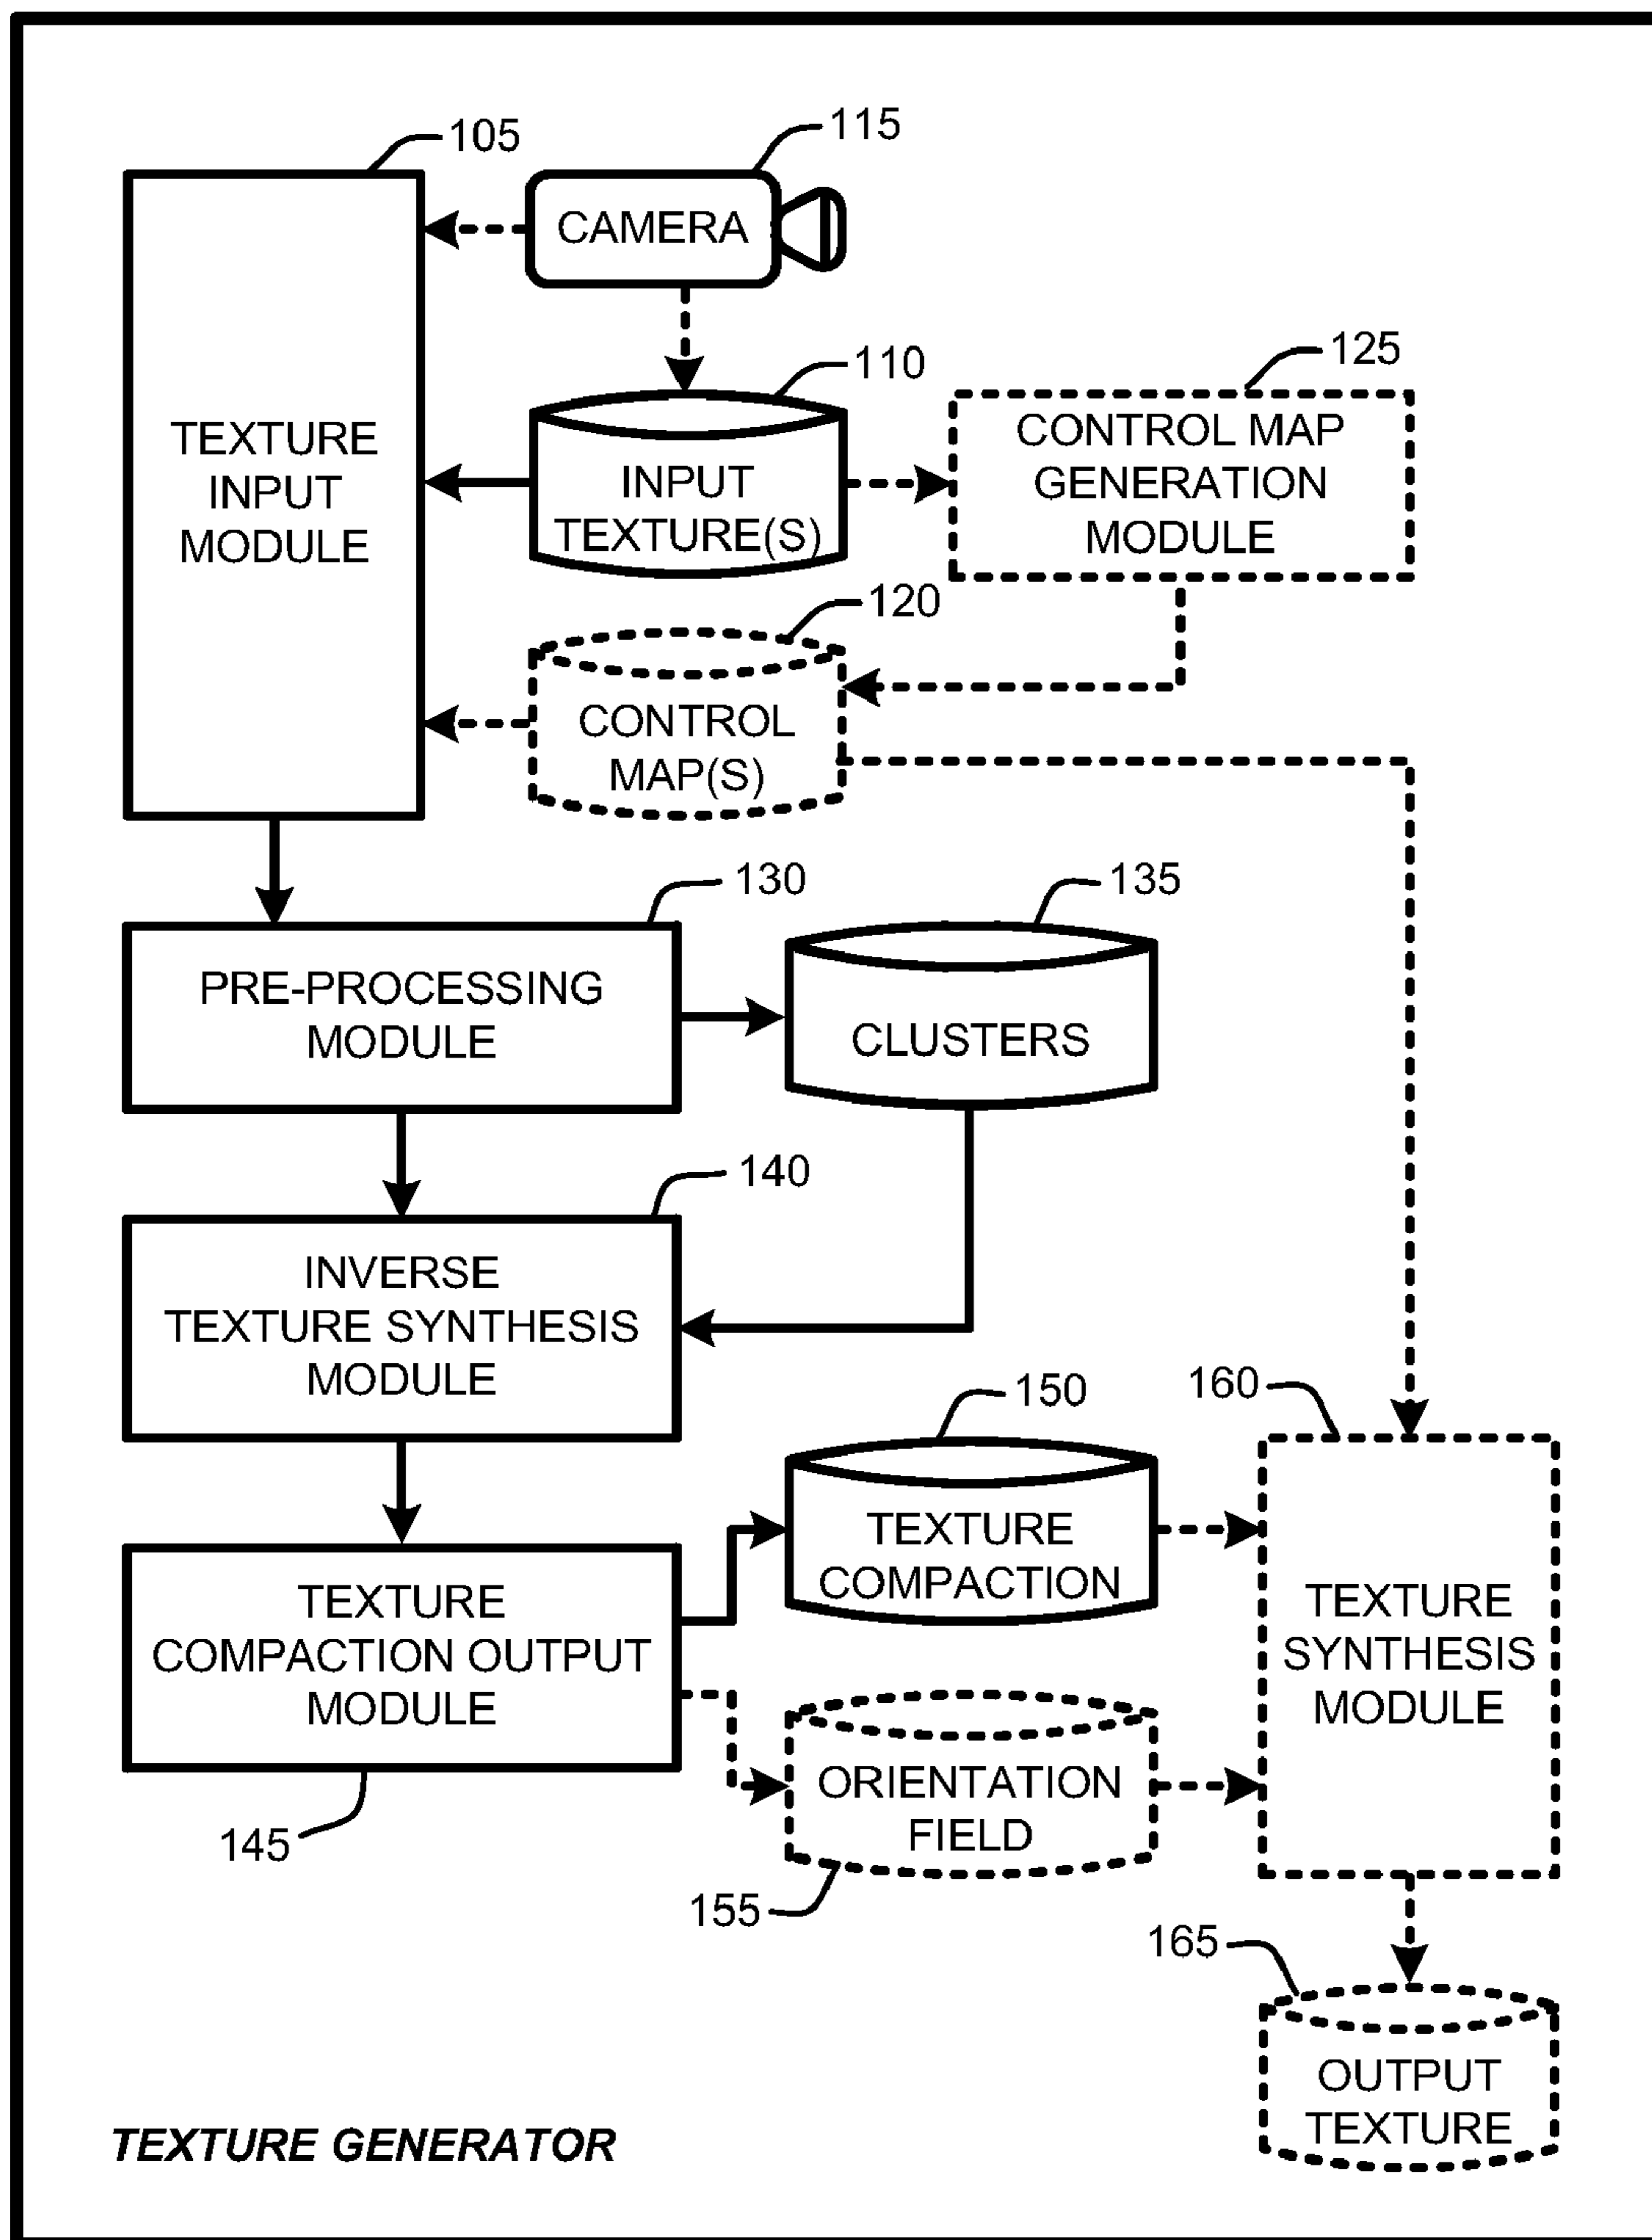 105
115
CAMERA
110
125
TEXTURE
INPUT
MODULE
INPUT
TEXTURE(S)
CONTROL MAP
GENERATION
MODULE
120
CONTROL
MAP(S)
130
135
PRE-PROCESSING
MODULE
CLUSTERS
140
INVERSE
TEXTURE SYNTHESIS
MODULE
150
160
TEXTURE
COMPACTION OUTPUT
MODULE
TEXTURE
COMPACTION
TEXTURE
SYNTHESIS
MODULE
145
ORIENTATION
FIELD
155
165
OUTPUT
TEXTURE
TEXTURE GENERATOR